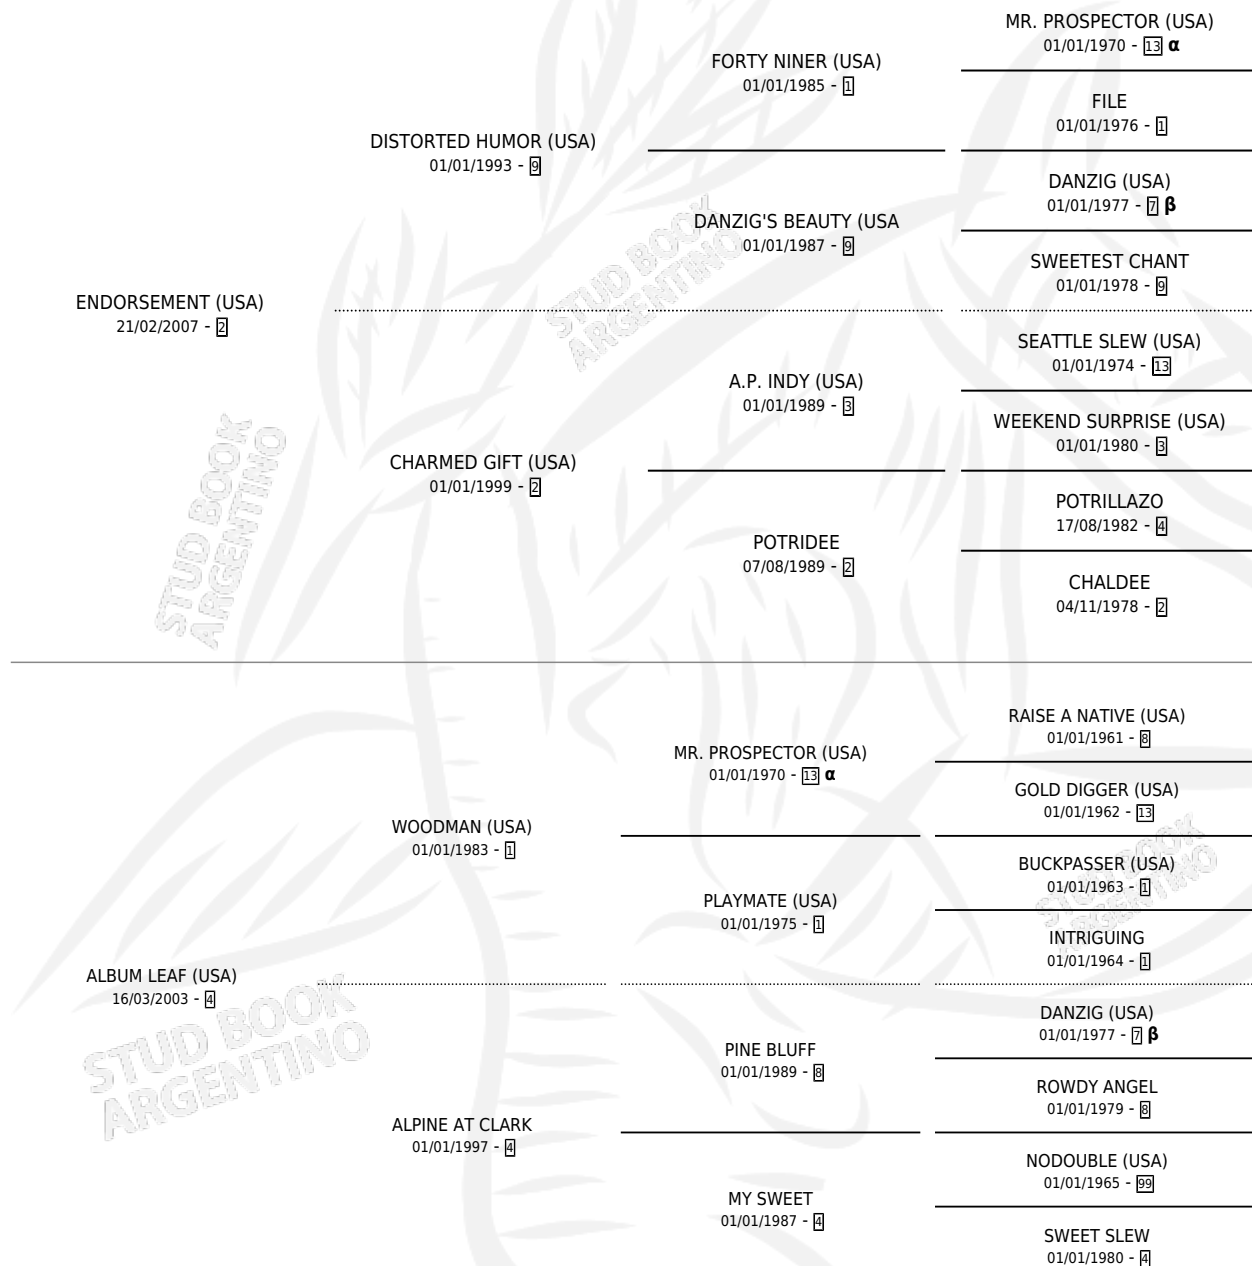 MR. PROSPECTOR (USA)
01/01/1970 - 13 α
FORTY NINER (USA)
01/01/1985 - 1
FILE
01/01/1976 - 1
DISTORTED HUMOR (USA)
01/01/1993 - 9
DANZIG (USA)
01/01/1977 - 7 β
DANZIG'S BEAUTY (USA
01/01/1987 - 9
SWEETEST CHANT
01/01/1978 - 9
ENDORSEMENT (USA)
21/02/2007 - 2
SEATTLE SLEW (USA)
01/01/1974 - 13
A.P. INDY (USA)
01/01/1989 - 3
WEEKEND SURPRISE (USA)
01/01/1980 - 3
CHARMED GIFT (USA)
01/01/1999 - 2
POTRILLAZO
17/08/1982 - 4
POTRIDEE
07/08/1989 - 2
CHALDEE
04/11/1978 - 2
RAISE A NATIVE (USA)
01/01/1961 - 8
MR. PROSPECTOR (USA)
01/01/1970 - 13 α
GOLD DIGGER (USA)
01/01/1962 - 13
WOODMAN (USA)
01/01/1983 - 1
BUCKPASSER (USA)
01/01/1963 - 1
PLAYMATE (USA)
01/01/1975 - 1
INTRIGUING
01/01/1964 - 1
ALBUM LEAF (USA)
16/03/2003 - 4
DANZIG (USA)
01/01/1977 - 7 β
PINE BLUFF
01/01/1989 - 8
ROWDY ANGEL
01/01/1979 - 8
ALPINE AT CLARK
01/01/1997 - 4
NODOUBLE (USA)
01/01/1965 - 99
MY SWEET
01/01/1987 - 4
SWEET SLEW
01/01/1980 - 4
STUD BOOK
ARGENTINO
STUD BOOK
ARGENTINO
STUD BOOK
ARGENTINO
STUD BOOK
ARGENTINO